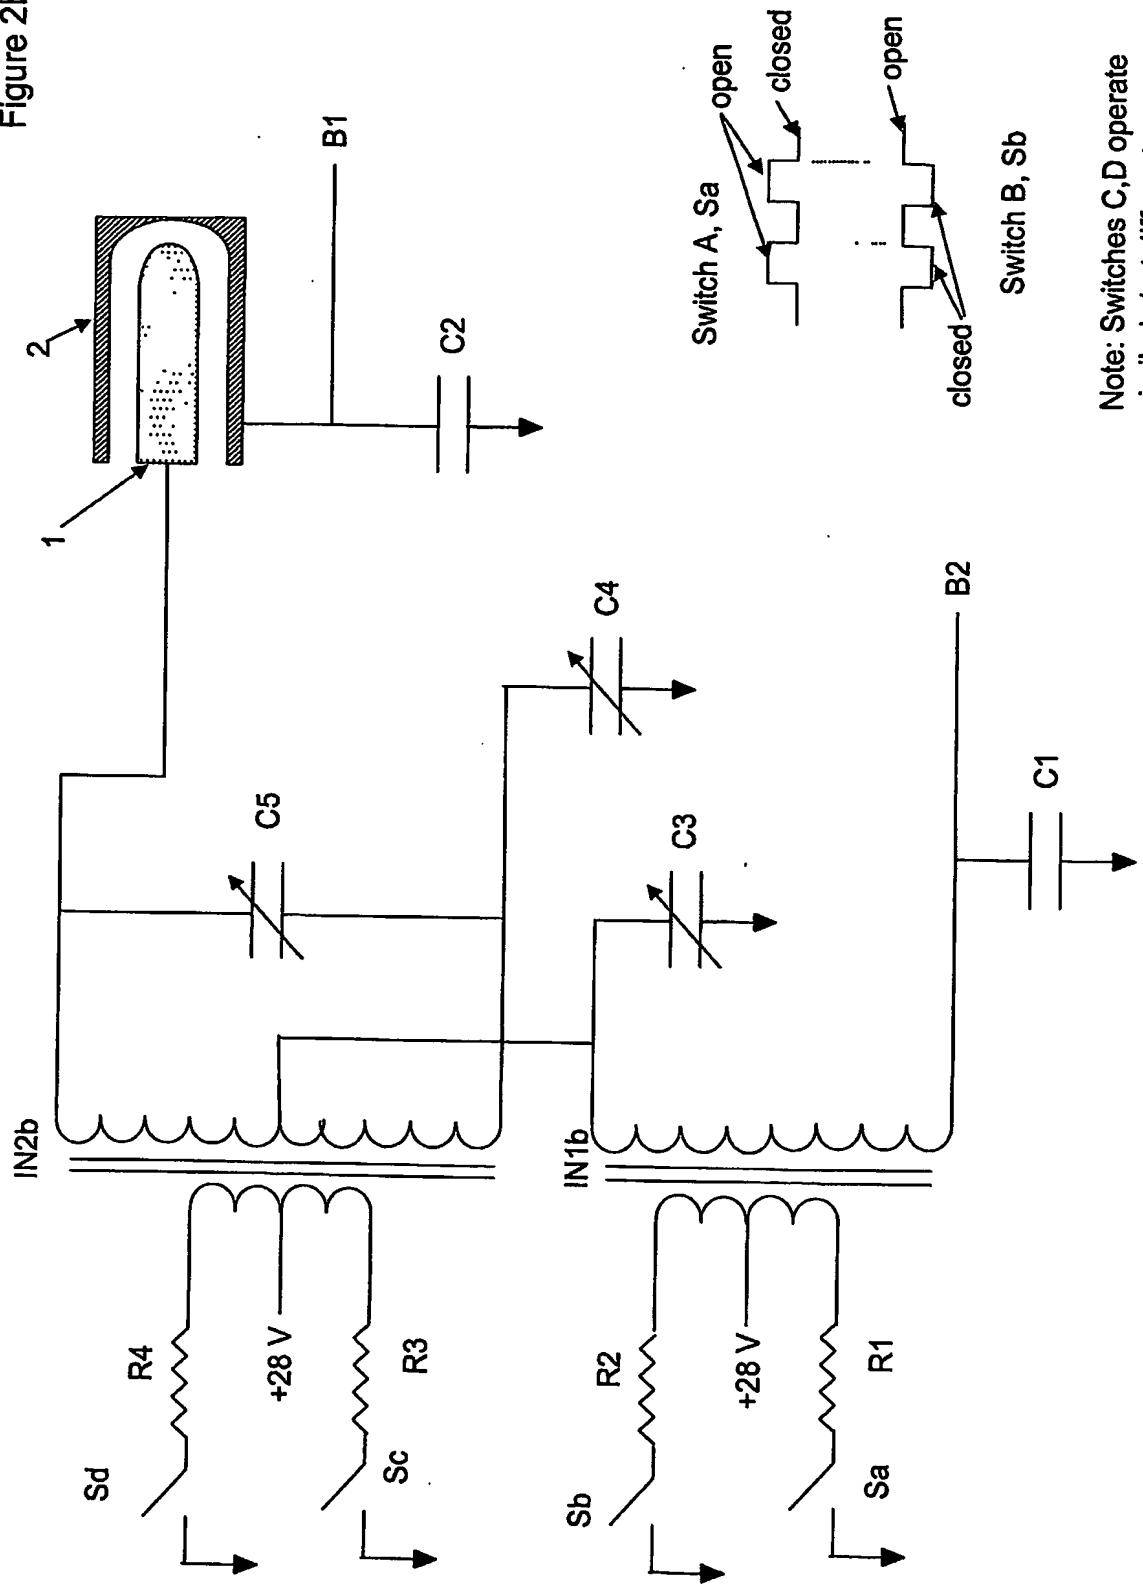 Figure
2
1
B1
C2
C5
C4
C3
IN2b
R4
Sd
+28 V
R3
Sc
IN1b
R2
Sb
+28 V
R1
Sa
B2
C1
Switch A, Sa
open
closed
open
closed
Switch B, Sb
Note: Switches C,D operate